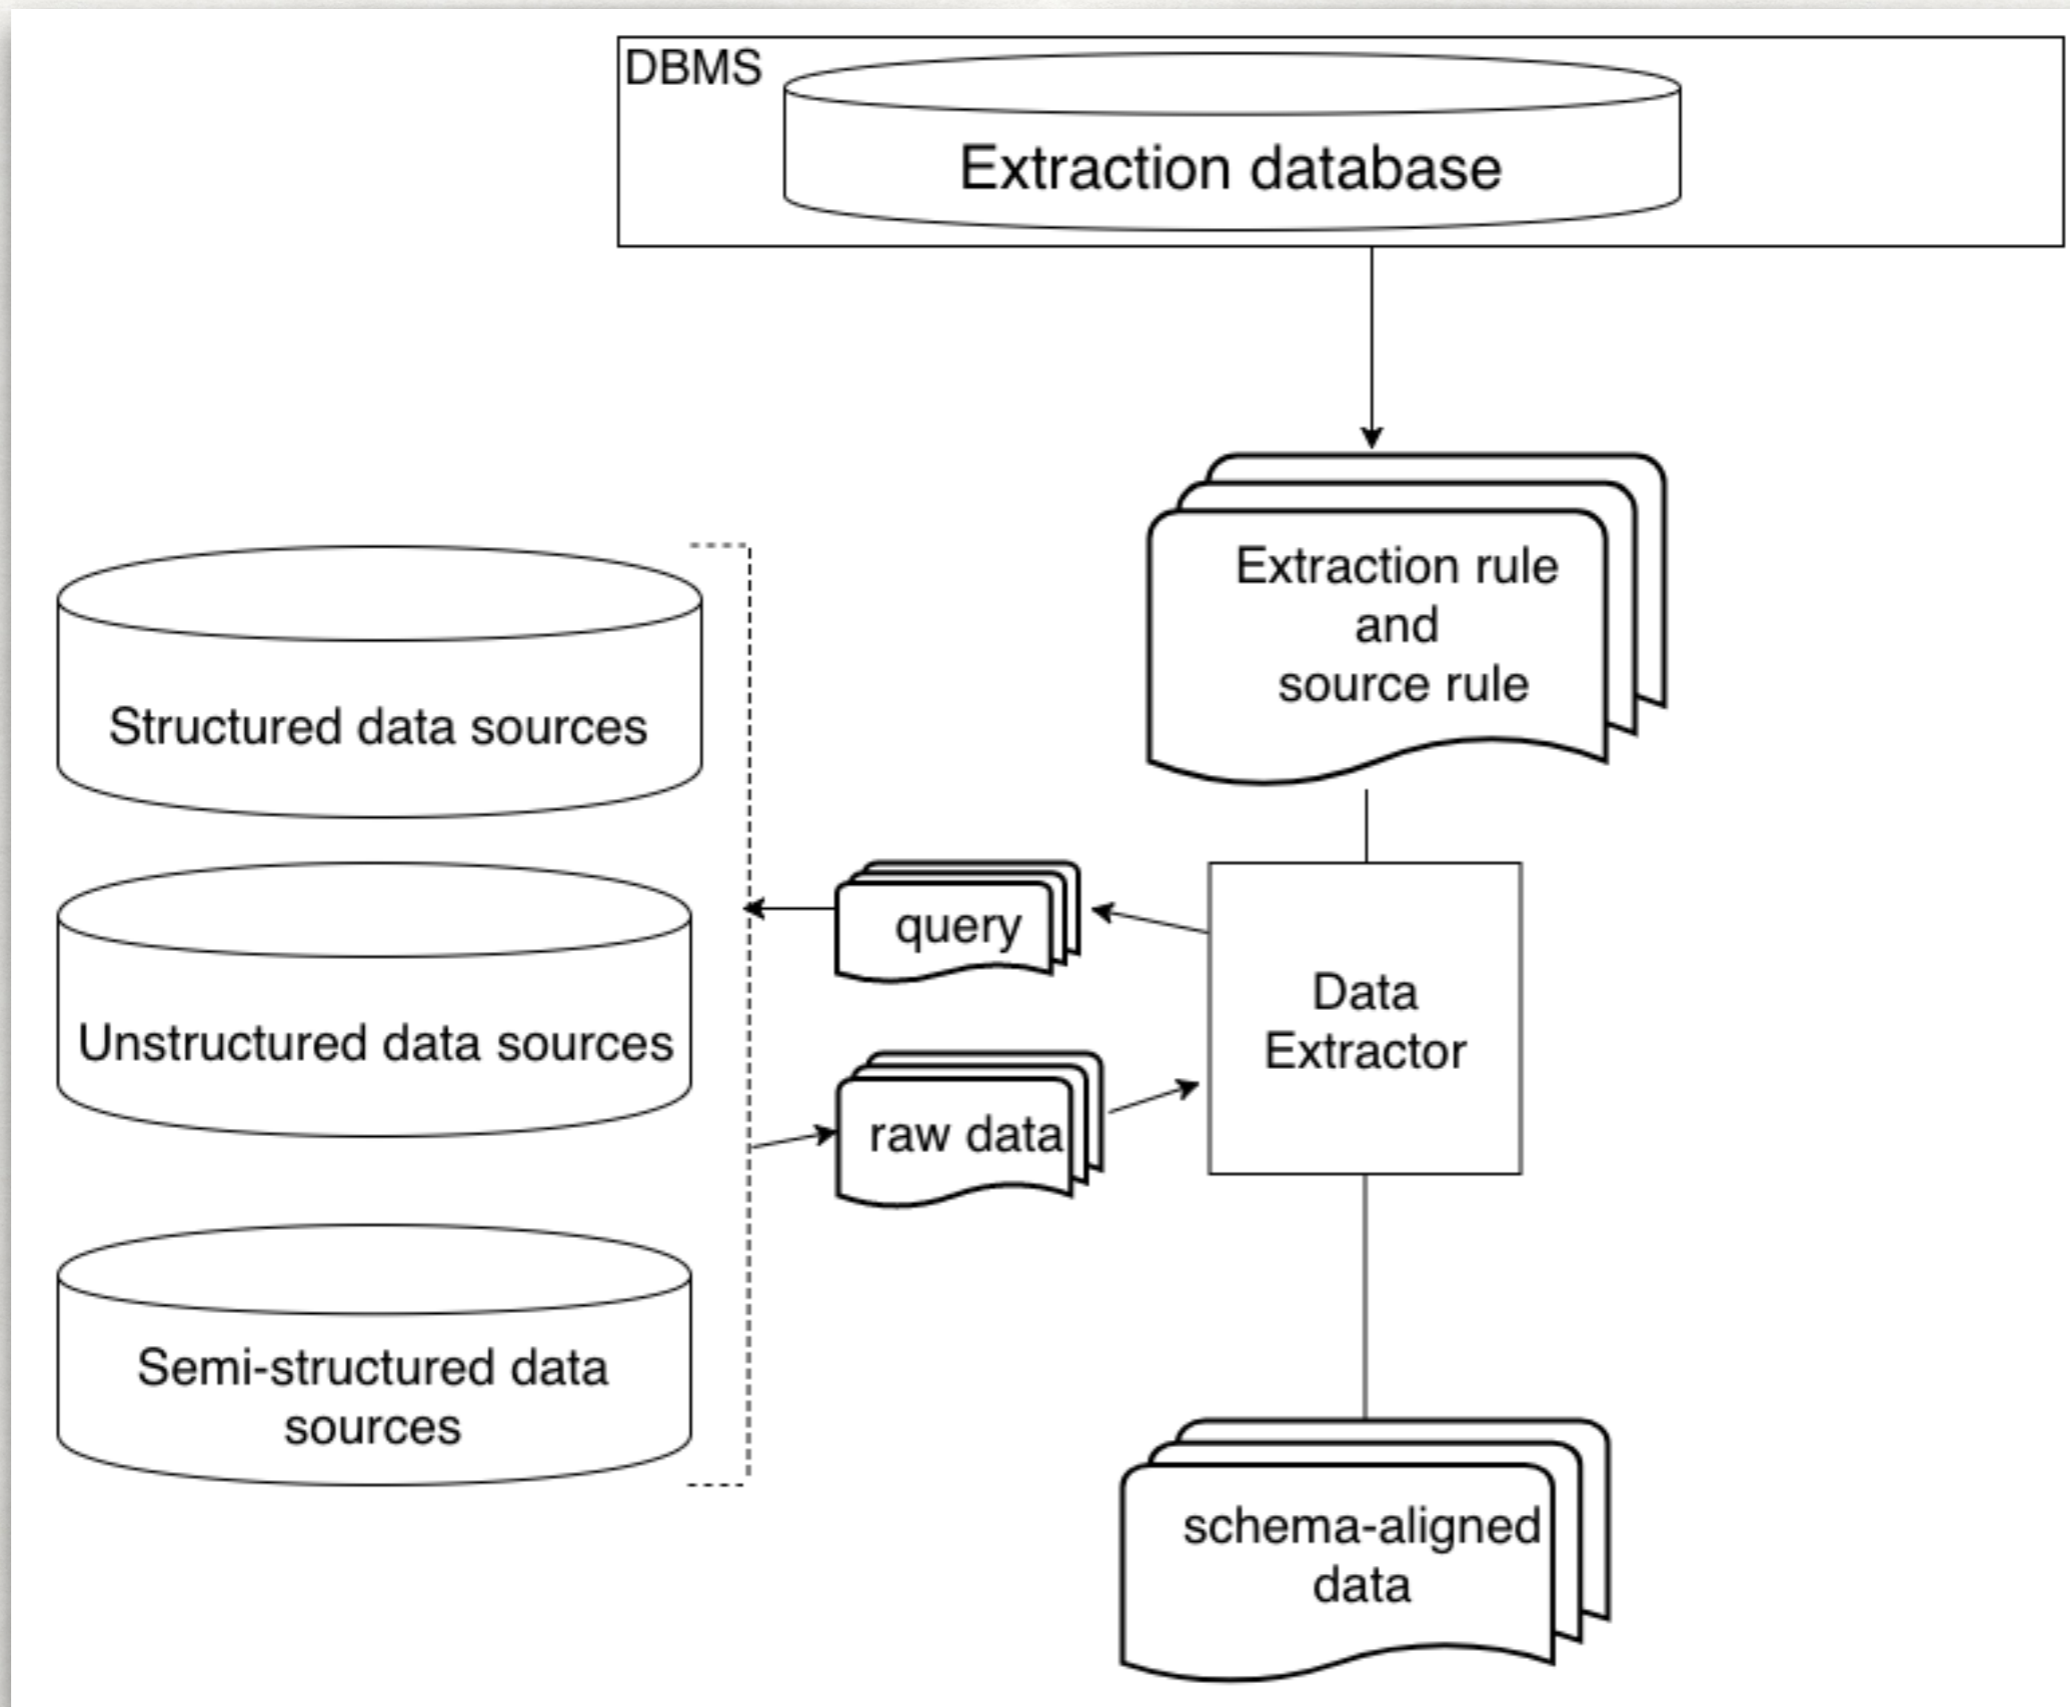 DBMS
Extraction database
Extraction rule
and
source rule
Structured data sources
query
Data
Extractor
Unstructured data sources
raw data
Semi-structured data
sources
schema-aligned
data